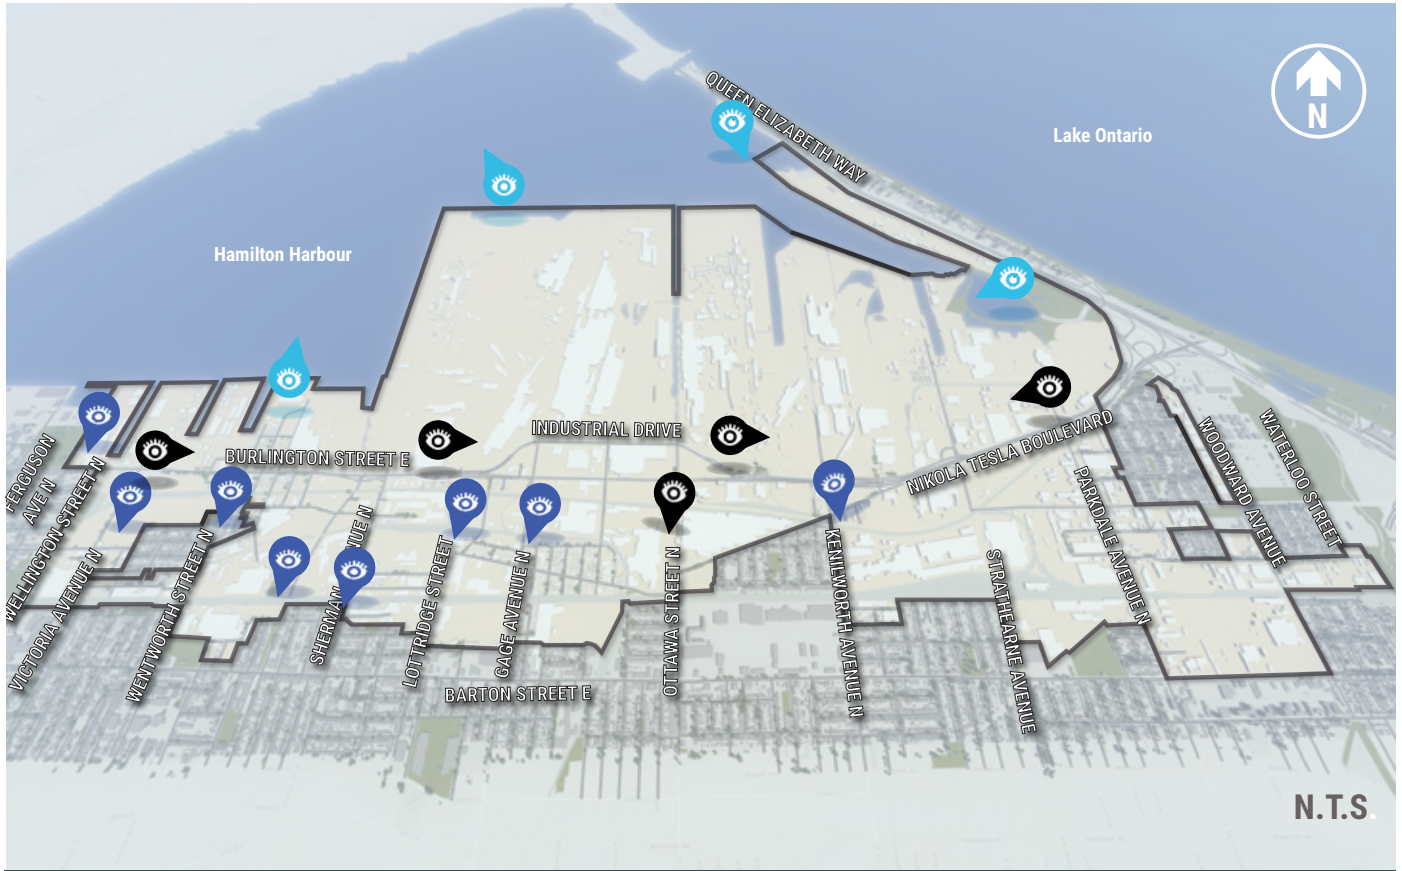 QUEEN ELIZABETH WAY
N
Lake Ontario
Hamilton Harbour
INDUSTRIAL DRIVE
BURLINGTON STREET E
NIKOLA TESLA BOULEVARD
FERGUSON
AVE N
WELLINGTON STREET N
VICTORIA AVENUE N
WENTWORTH STREET N
SHERMAN
NUE N
LOTTRIDGE STREET
GAGE AVENUE N
OTTAWA STREET N
KENILWORTH AVENUE N
STRATHEARNE AVENUE
PARKDALE AVENUE N
WOODWARD AVENUE
WATERLOO STREET
BARTON STREET E
N.T.S.